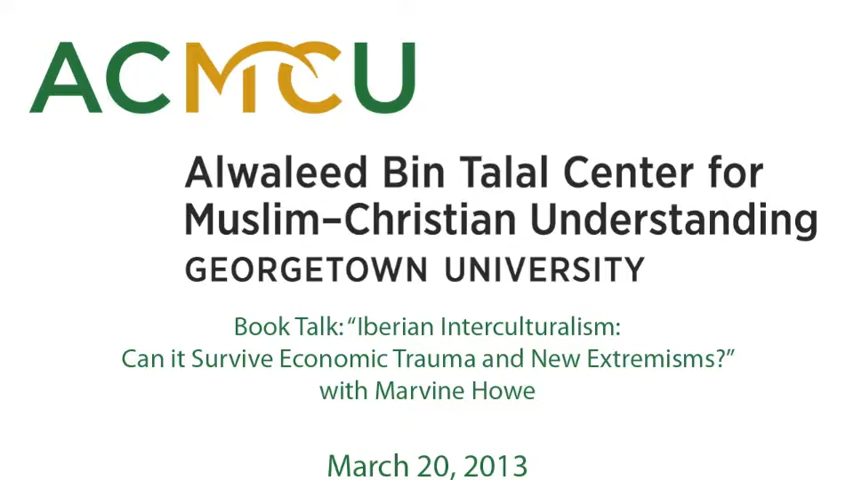 ACMCU
Alwaleed Bin Talal Center for
Muslim–Christian Understanding
GEORGETOWN UNIVERSITY
Book Talk: “Iberian Interculturalism:
Can it Survive Economic Trauma and New Extremisms?”
with Marvine Howe
March 20, 2013